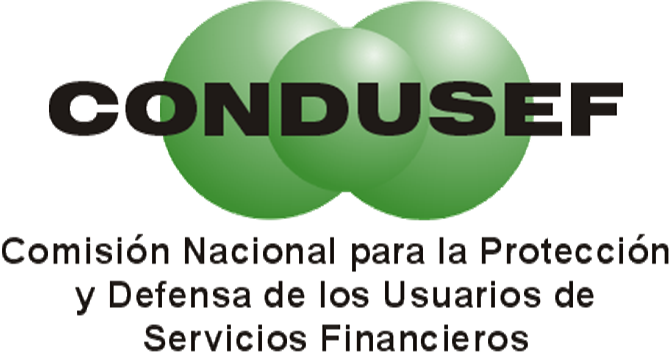 CONDUSEF
Comisión Nacional para la Protección
y Defensa de los Usuarios de
Servicios Financieros